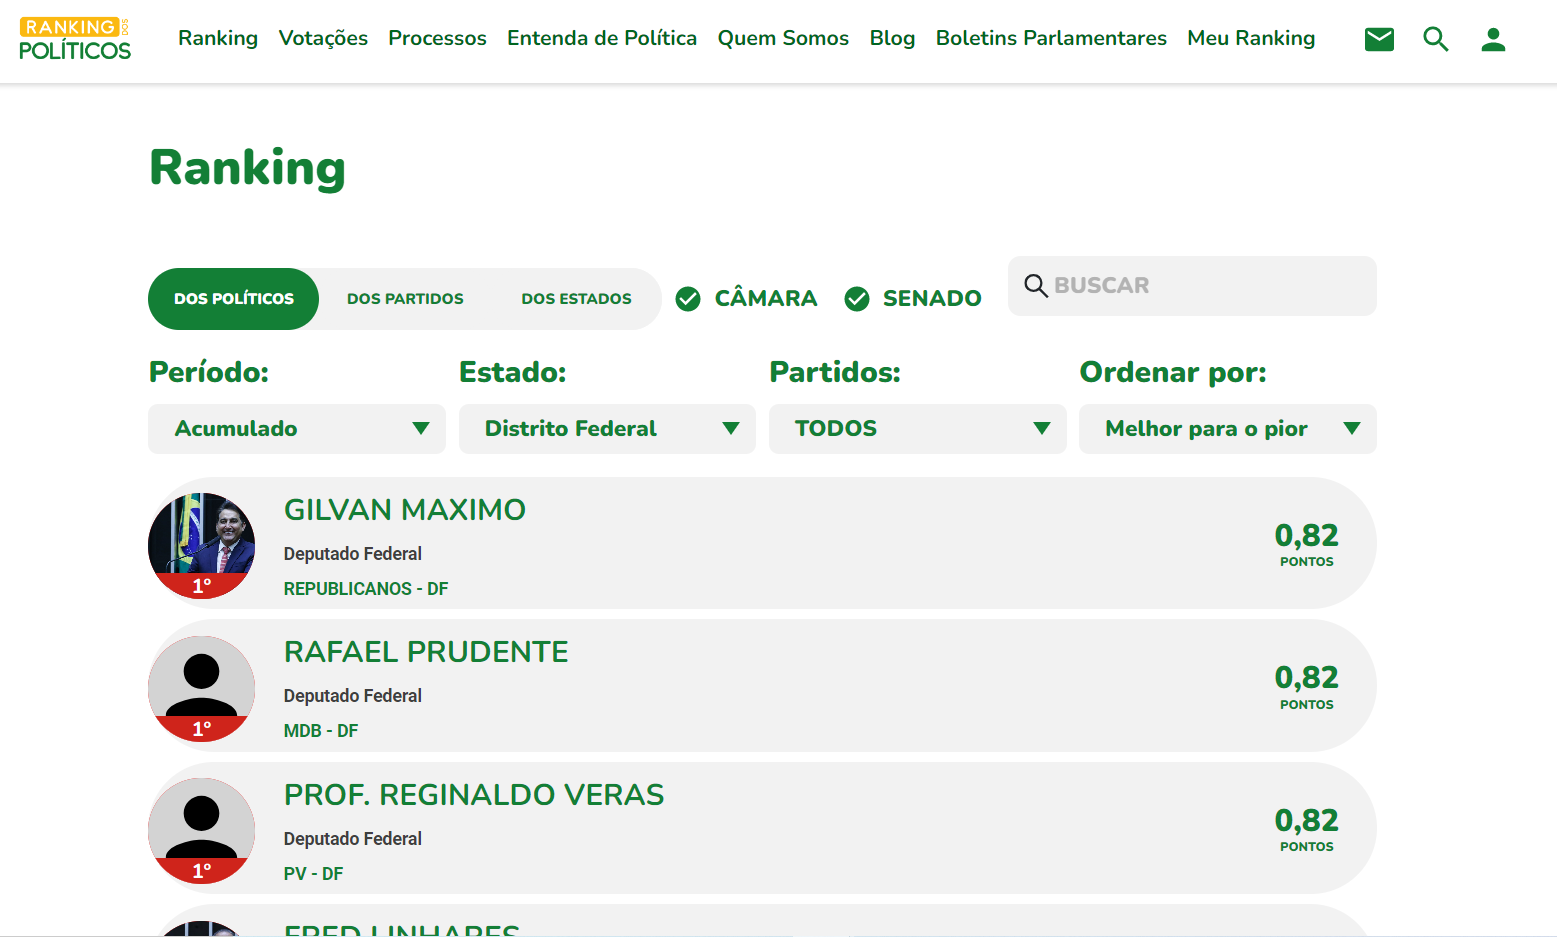 RANKING DOS
POLÍTICOS
Ranking Votações Processos Entenda de Política Quem Somos Blog Boletins Parlamentares Meu Ranking
Ranking
DOS POLÍTICOS DOS PARTIDOS DOS ESTADOS CÂMARA SENADO BUSCAR
Período: Estado: Partidos: Ordenar por:
Acumulado Distrito Federal TODOS Melhor para o pior
GILVAN MAXIMO
Deputado Federal
REPUBLICANOS - DF
1º
0,82
PONTOS
RAFAEL PRUDENTE
Deputado Federal
MDB - DF
1º
0,82
PONTOS
PROF. REGINALDO VERAS
Deputado Federal
PV - DF
1º
0,82
PONTOS
FRED LINHARES